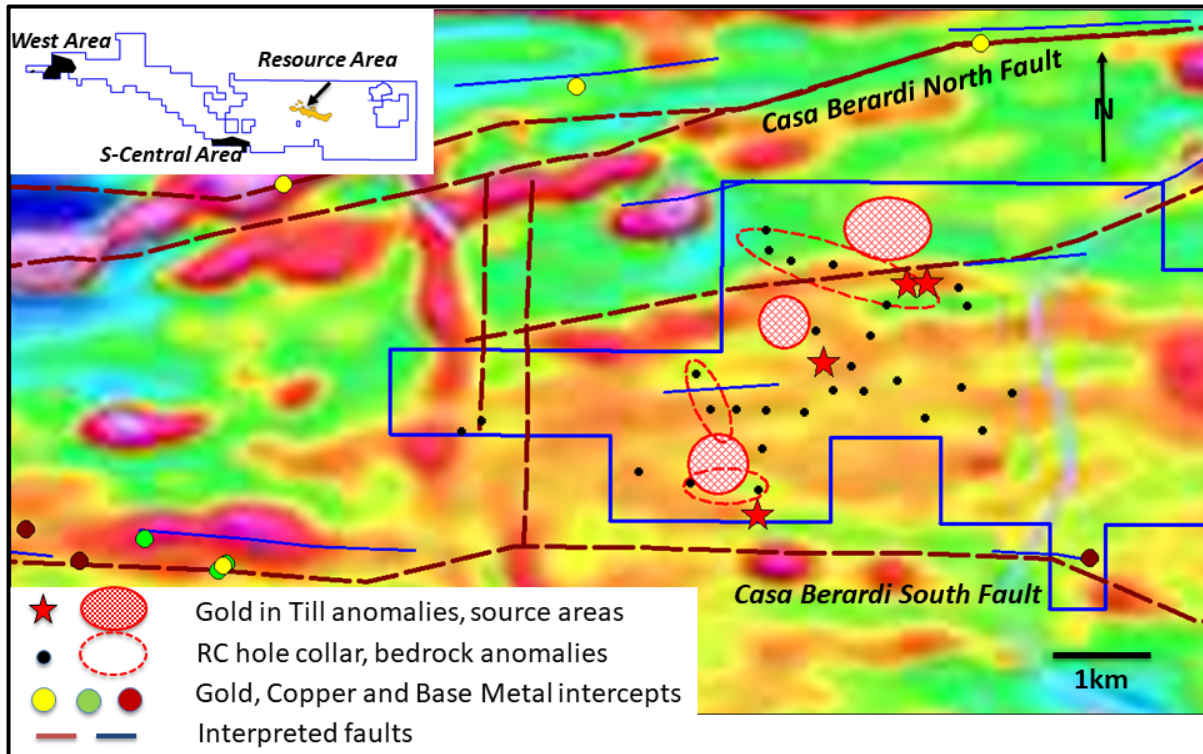 West Area
Resource Area
S-Central Area
Casa Berardi North Fault
N
Casa Berardi South Fault
1km
Gold in Till anomalies, source areas
RC hole collar, bedrock anomalies
Gold, Copper and Base Metal intercepts
Interpreted faults